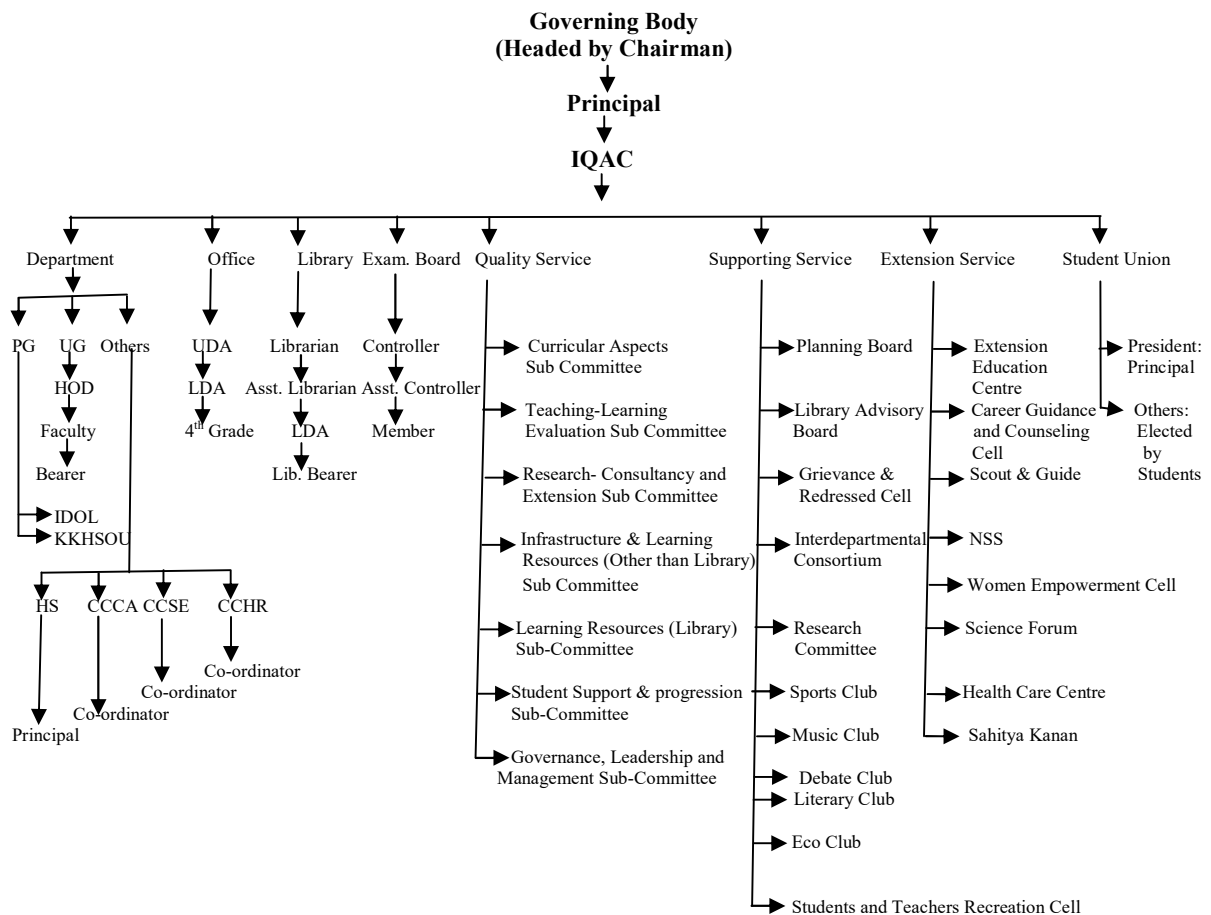 Governing Body
(Headed by Chairman)
Principal
IQAC
Department
Office
Library
Exam. Board
Quality Service
Supporting Service
Extension Service
Student Union
PG
UG
Others
HOD
Faculty
Bearer
IDOL
KKHSOU
HS
CCCA
CCSE
CCHR
Principal
Co-ordinator
Co-ordinator
Co-ordinator
UDA
LDA
4th Grade
Librarian
Asst. Librarian
LDA
Lib. Bearer
Controller
Asst. Controller
Member
Curricular Aspects
Sub Committee
Teaching-Learning
Evaluation Sub Committee
Research- Consultancy and
Extension Sub Committee
Infrastructure & Learning
Resources (Other than Library)
Sub Committee
Learning Resources (Library)
Sub-Committee
Student Support & progression
Sub-Committee
Governance, Leadership and
Management Sub-Committee
Planning Board
Library Advisory
Board
Grievance &
Redressed Cell
Interdepartmental
Consortium
Research
Committee
Sports Club
Music Club
Debate Club
Literary Club
Eco Club
Students and Teachers Recreation Cell
Extension
Education
Centre
Career Guidance
and Counseling
Cell
Scout & Guide
NSS
Women Empowerment Cell
Science Forum
Health Care Centre
Sahitya Kanan
President:
Principal
Others:
Elected
by
Students